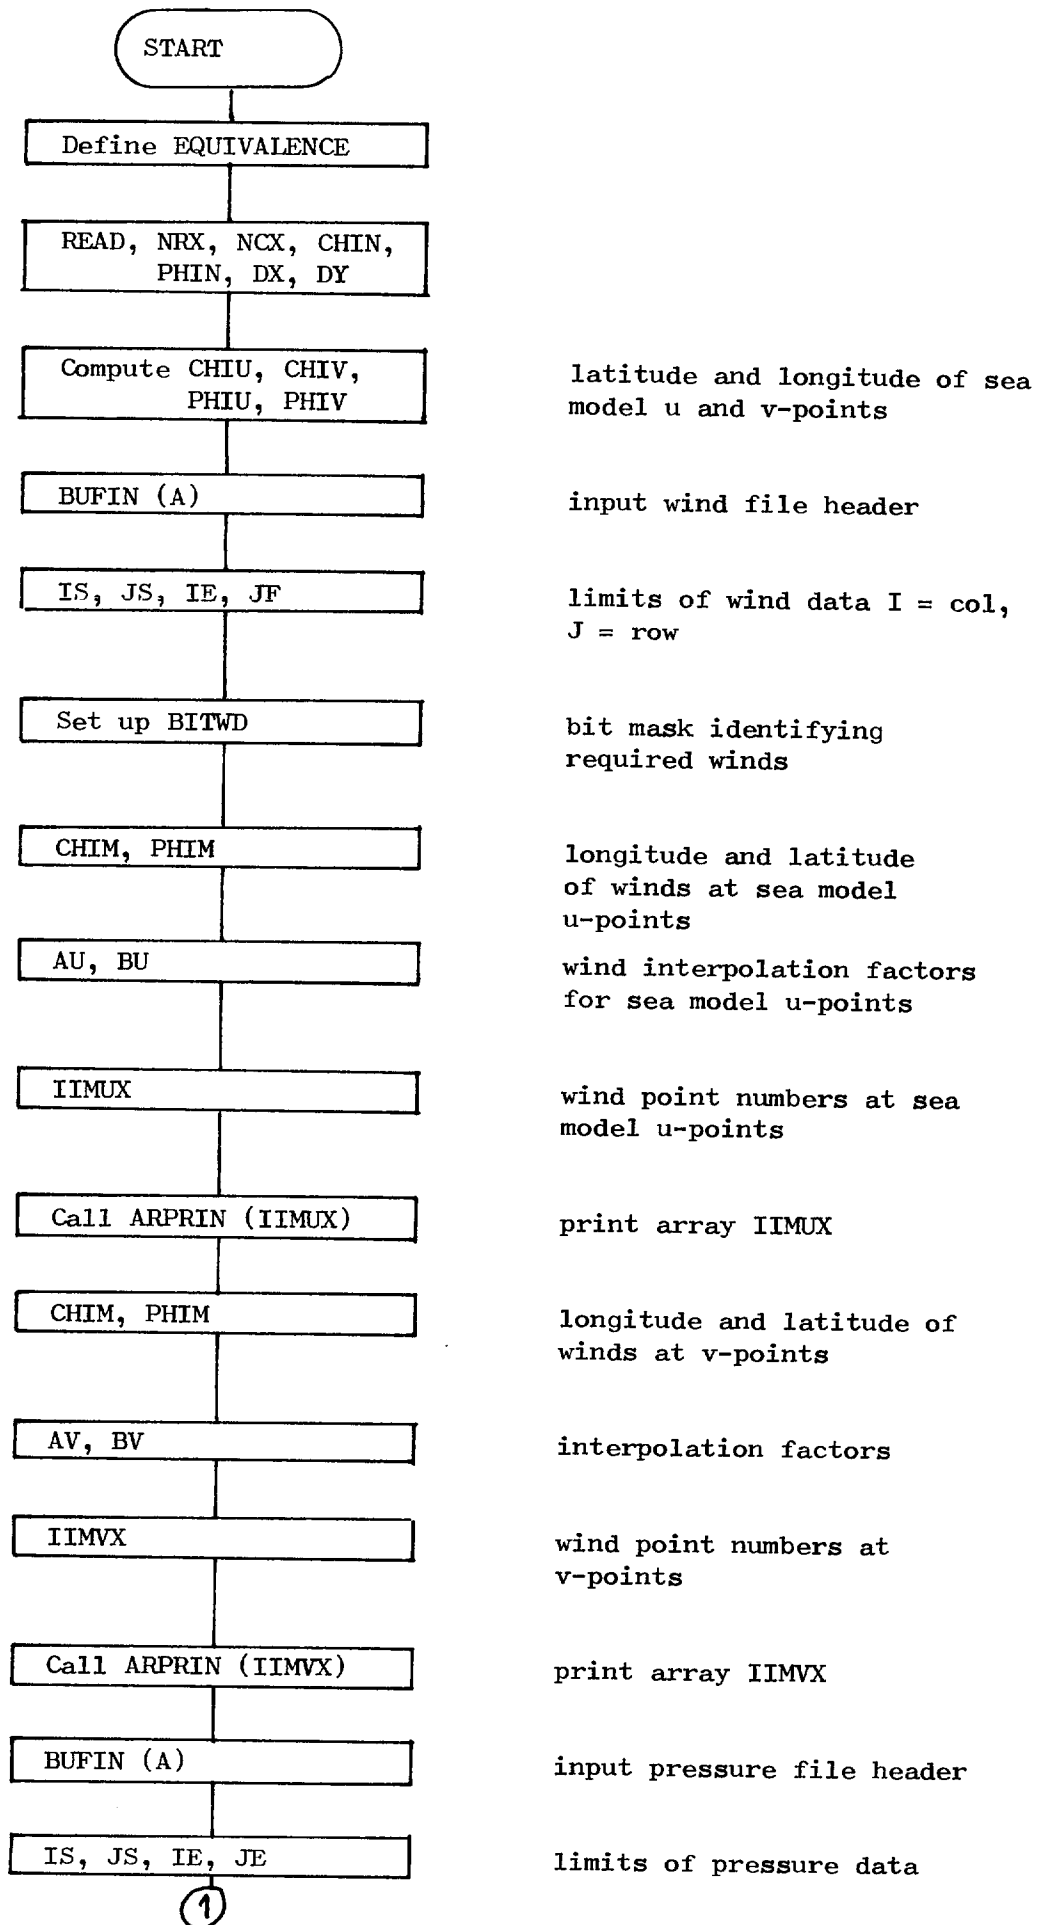 START
Define EQUIVALENCE
READ, NRX, NCX, CHIN,
PHIN, DX, DY
Compute CHIU, CHIV,
PHIU, PHIV
latitude and longitude of sea
model u and v-points
BUFIN (A)
input wind file header
IS, JS, IE, JF
limits of wind data I = col,
J = row
Set up BITWD
bit mask identifying
required winds
CHIM, PHIM
longitude and latitude
of winds at sea model
u-points
AU, BU
wind interpolation factors
for sea model u-points
IIMUX
wind point numbers at sea
model u-points
Call ARPRIN (IIMUX)
print array IIMUX
CHIM, PHIM
longitude and latitude of
winds at v-points
AV, BV
interpolation factors
IIMVX
wind point numbers at
v-points
Call ARPRIN (IIMVX)
print array IIMVX
BUFIN (A)
input pressure file header
IS, JS, IE, JE
limits of pressure data
1